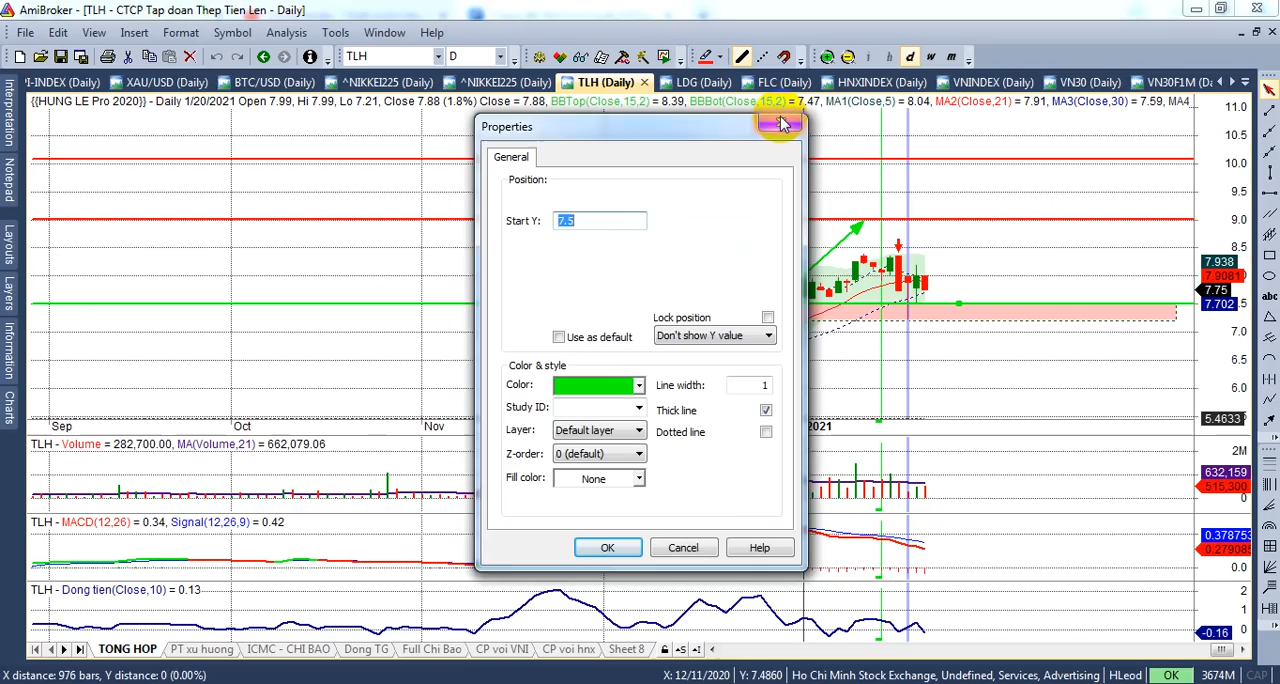 AmiBroker - [TLH - CTCP Tap doan Thep Tien Len - Daily]
File Edit View Insert Format Symbol Analysis Tools Window Help
TLH D i h d w m
I-INDEX (Daily) XAU/USD (Daily) BTC/USD (Daily) ^NIKKEI225 (Daily) ^NIKKEI225 (Daily) TLH (Daily) LDG (Daily) FLC (Daily) HNXINDEX (Daily) VNINDEX (Daily) VN30 (Daily) VN30F1M (Da
{{HUNG E Pro 2020}} - Daily 1/20/2021 Open 7.99, Hi 7.99, Lo 7.21, Close 7.88 (1.8%) Close = 7.88, BBTop(Close,15,2) = 8.39, BBBot(Close,15,2) = 7.47, MA1(Close,5) = 8.04, MA2(Close,21) = 7.91, MA3(Close,30) = 7.59, MA4
Interpretation
Notepad
Layouts
Layers
Information
Charts
Properties
General
Position:
Start Y: 7.5
Lock position
Use as default Don't show Y value
Color & style
Color: Line width: 1
Study ID: Thick line
Layer: Default layer Dotted line
Z-order: 0 (default)
Fill color: None
OK Cancel Help
abc
11.0
10.5
10.0
9.5
9.0
8.5
7.938
7.9081
7.75
7.702
7.0
6.5
6.0
5.4633
Sep Oct Nov 2021
TLH - Volume = 282,700.00, MA(Volume,21) = 662,079.06
2M
632,159
515,300
0
TLH - MACD(12,26) = 0.34, Signal(12,26,9) = 0.42
0.378753
0.279085
0.0
TLH - Dong tien(Close,10) = 0.13
2
1
0
-0.16
TONG HOP PT xu huong ICMC - CHI BAO Dong TG Full Chi Bao CP voi VNI CP voi hnx Sheet 8
X distance: 976 bars, Y distance: 0 (0.00%) X: 12/11/2020 Y: 7.4860 Ho Chi Minh Stock Exchange, Undefined, Services, Advertising HLeod OK 3674M CAP